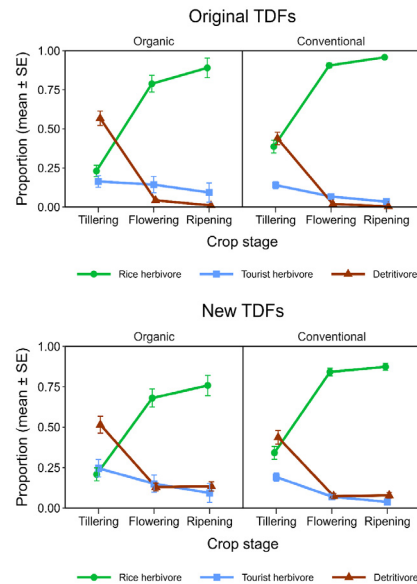 Original TDFs
Organic Conventional
Proportion (mean ± SE)
1.00
0.75
0.50
0.25
0.00
Tillering Flowering Ripening Tillering Flowering Ripening
Crop stage
Rice herbivore Tourist herbivore Detritivore
New TDFs
Organic Conventional
Proportion (mean ± SE)
1.00
0.75
0.50
0.25
0.00
Tillering Flowering Ripening Tillering Flowering Ripening
Crop stage
Rice herbivore Tourist herbivore Detritivore